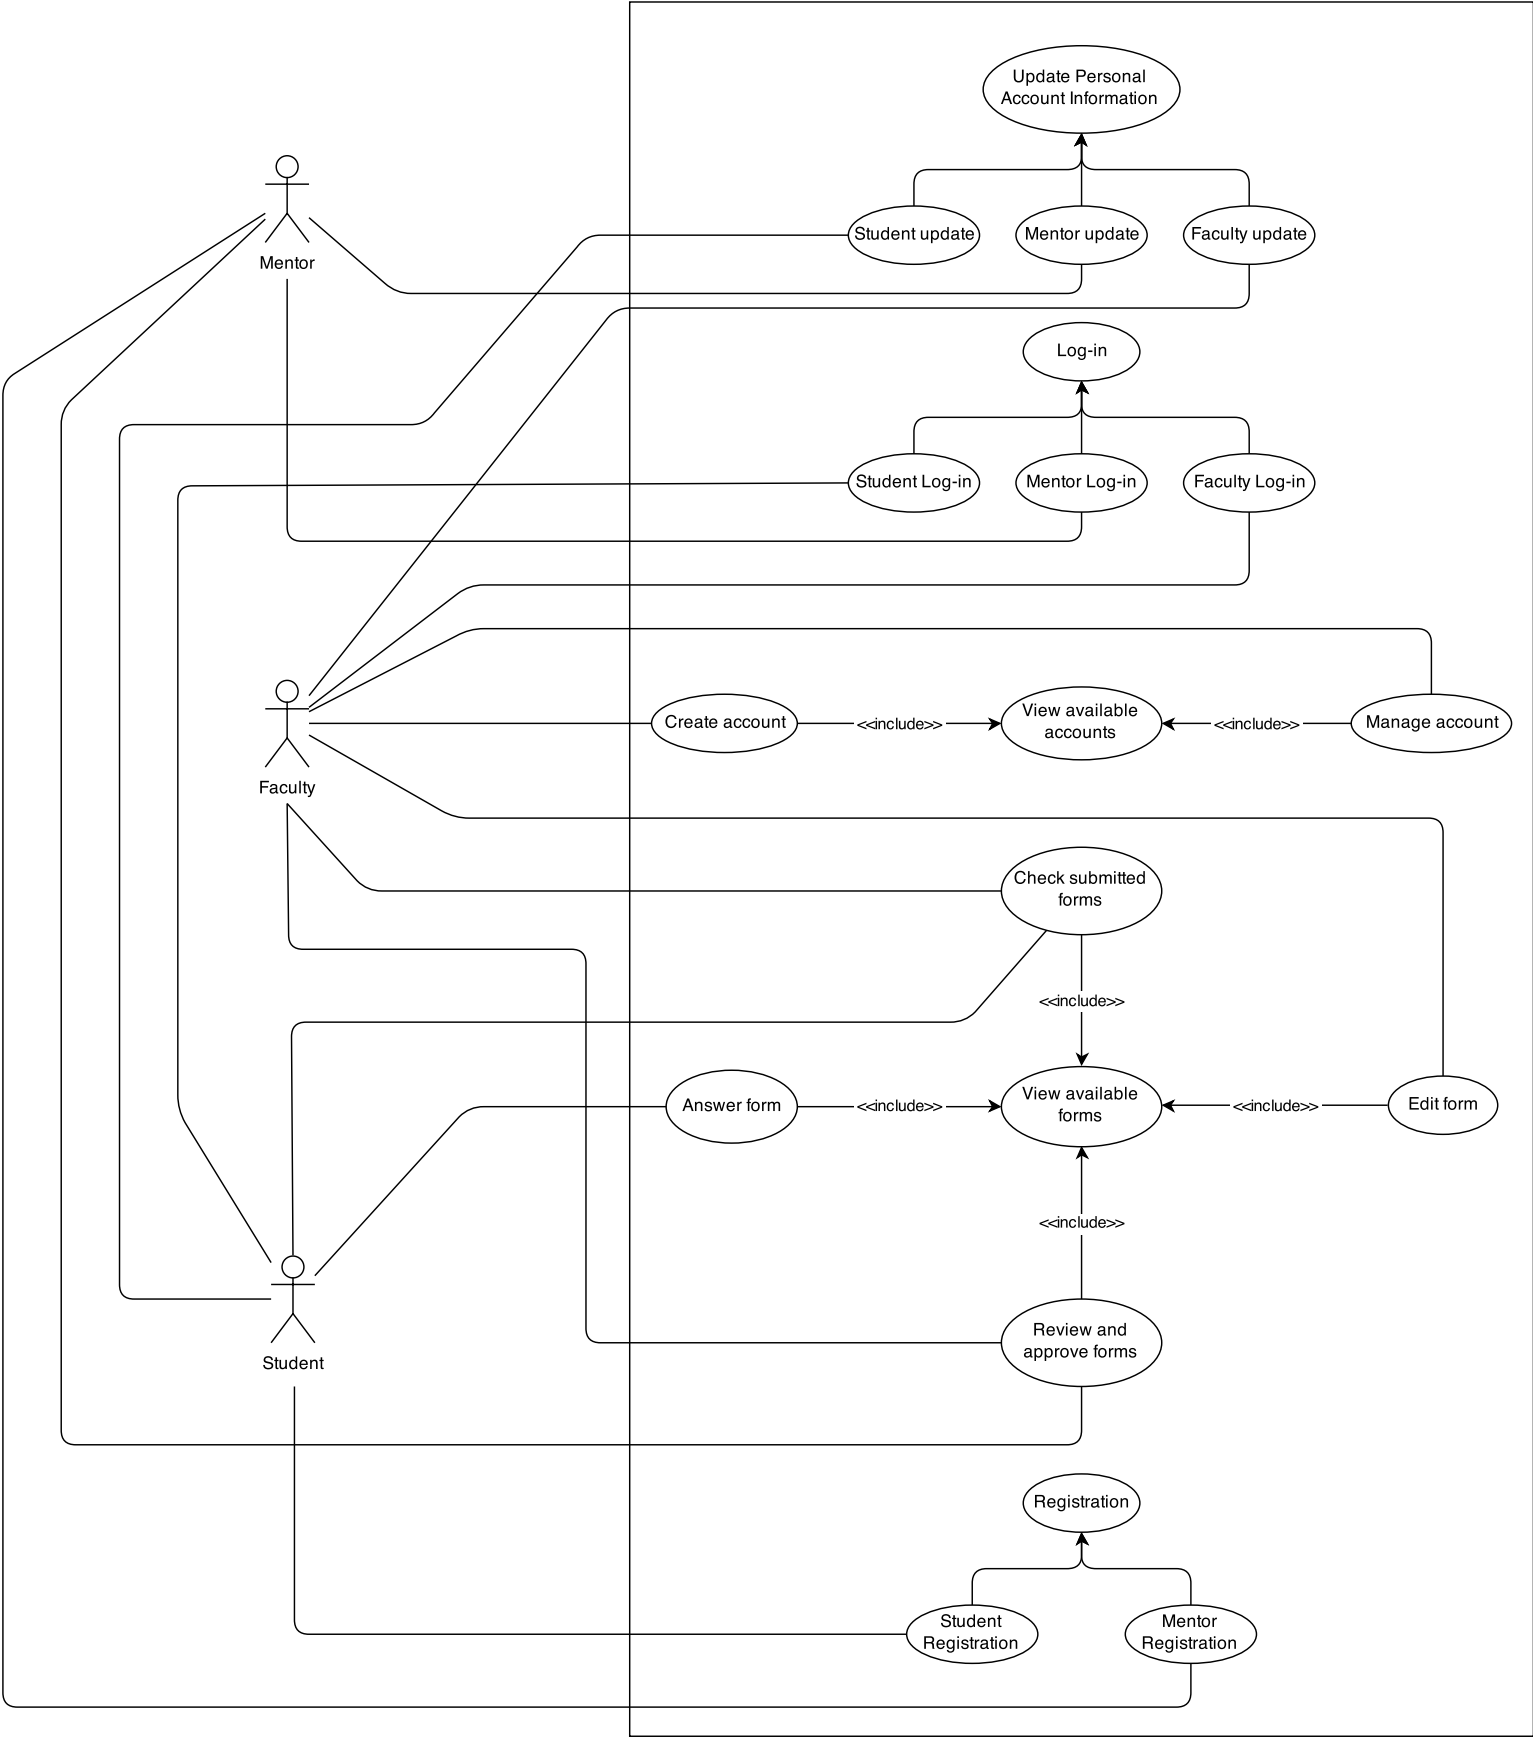 Update Personal
Account Information
Student update
Mentor update
Faculty update
Mentor
Log-in
Student Log-in
Mentor Log-in
Faculty Log-in
Create account
<<include>>
View available
accounts
<<include>>
Manage account
Faculty
Check submitted
forms
<<include>>
Answer form
<<include>>
View available
forms
<<include>>
Edit form
<<include>>
Review and
approve forms
Student
Registration
Student
Registration
Mentor
Registration